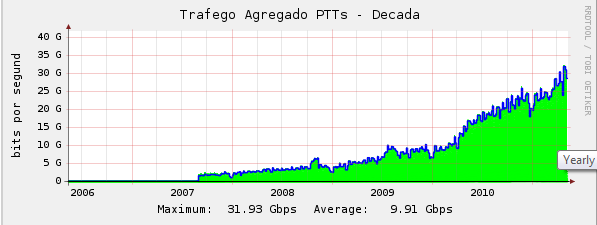 Trafego Agregado PTTs - Decada
RRDTOOL / TOBI OETIKER
bits per segund
40 G
35 G
30 G
25 G
20 G
15 G
10 G
5 G
0
Yearly
2006 2007 2008 2009 2010
Maximum: 31.93 Gbps Average: 9.91 Gbps